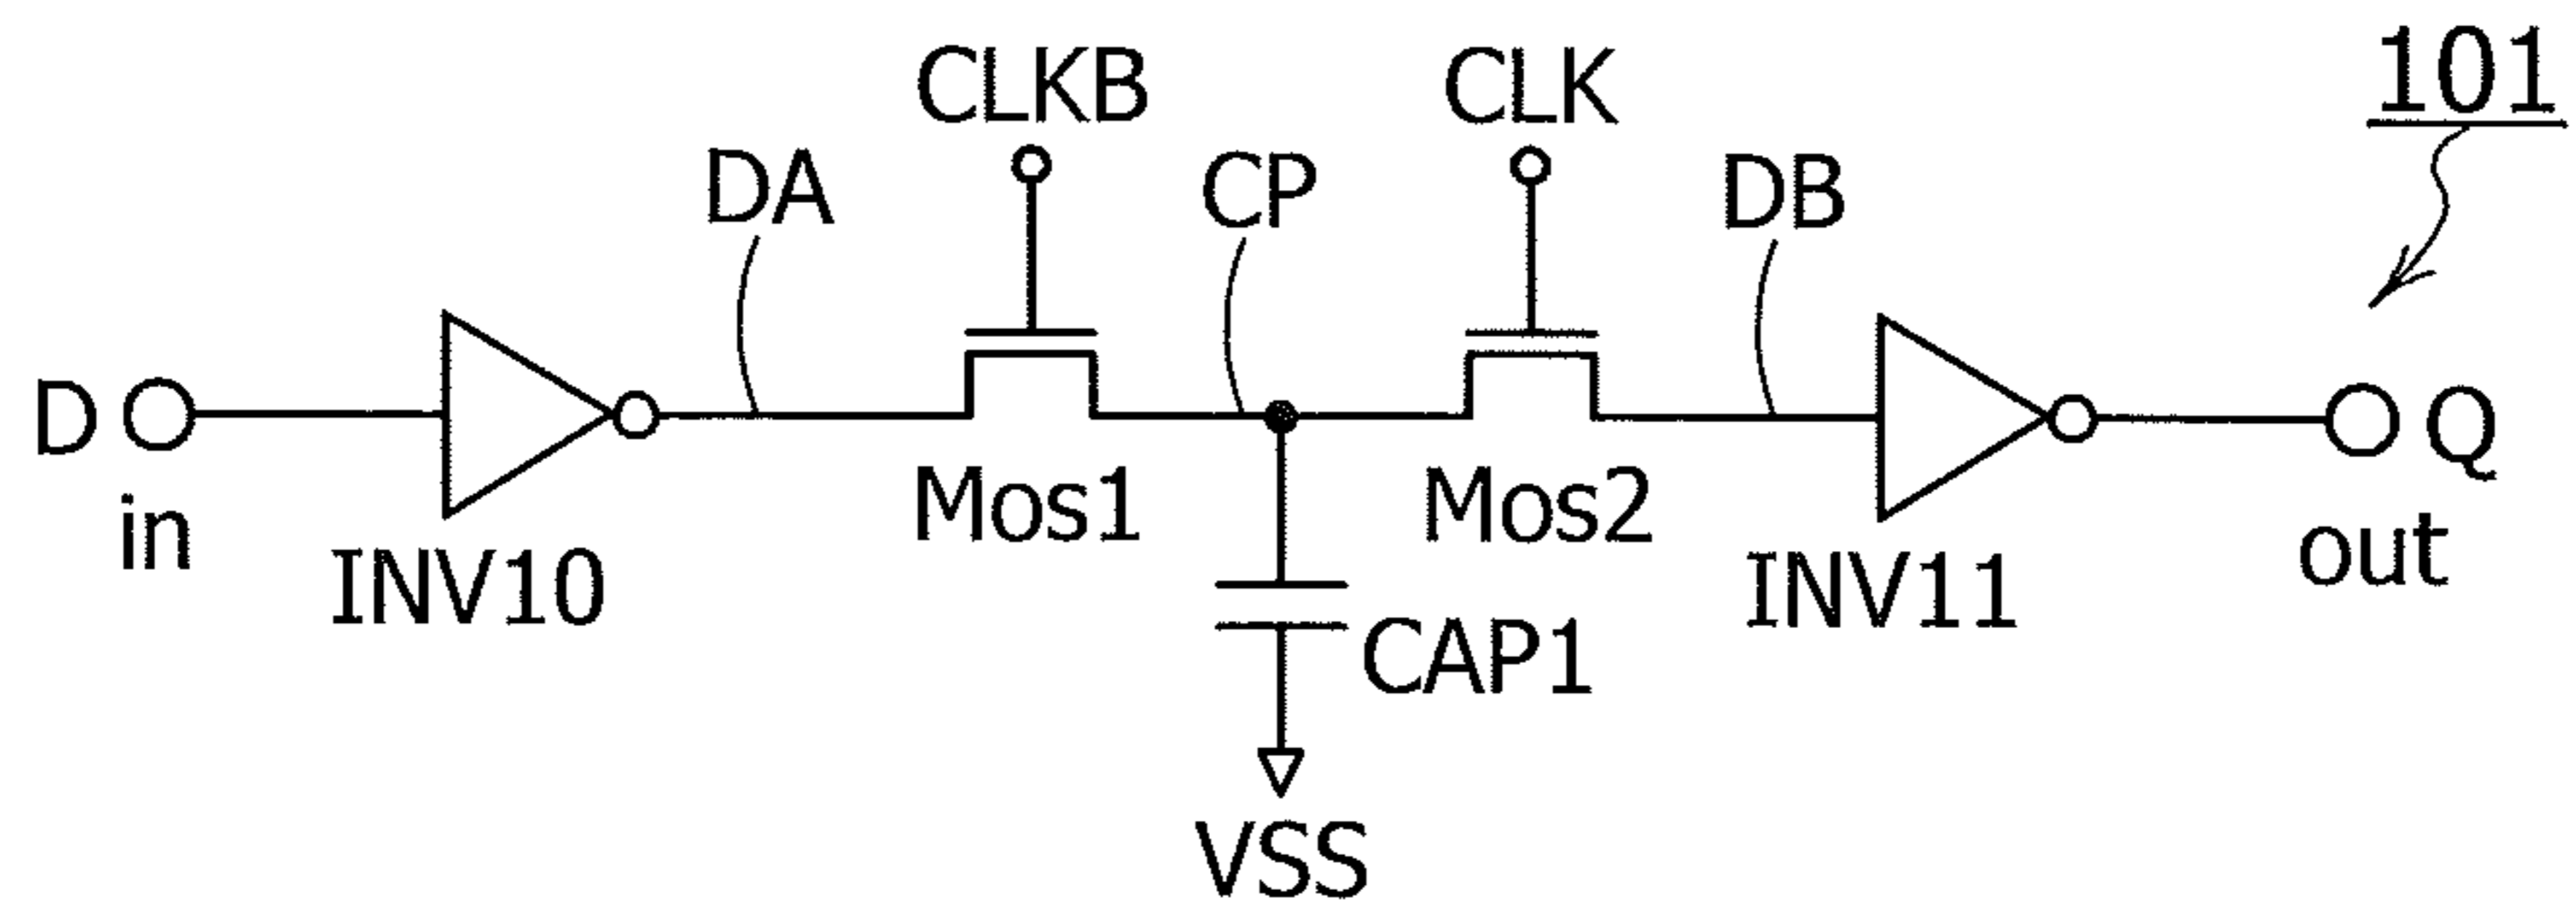 101
CLKB
CLK
DA
CP
DB
D
Q
in
Mos1
Mos2
out
INV10
INV11
CAP1
VSS